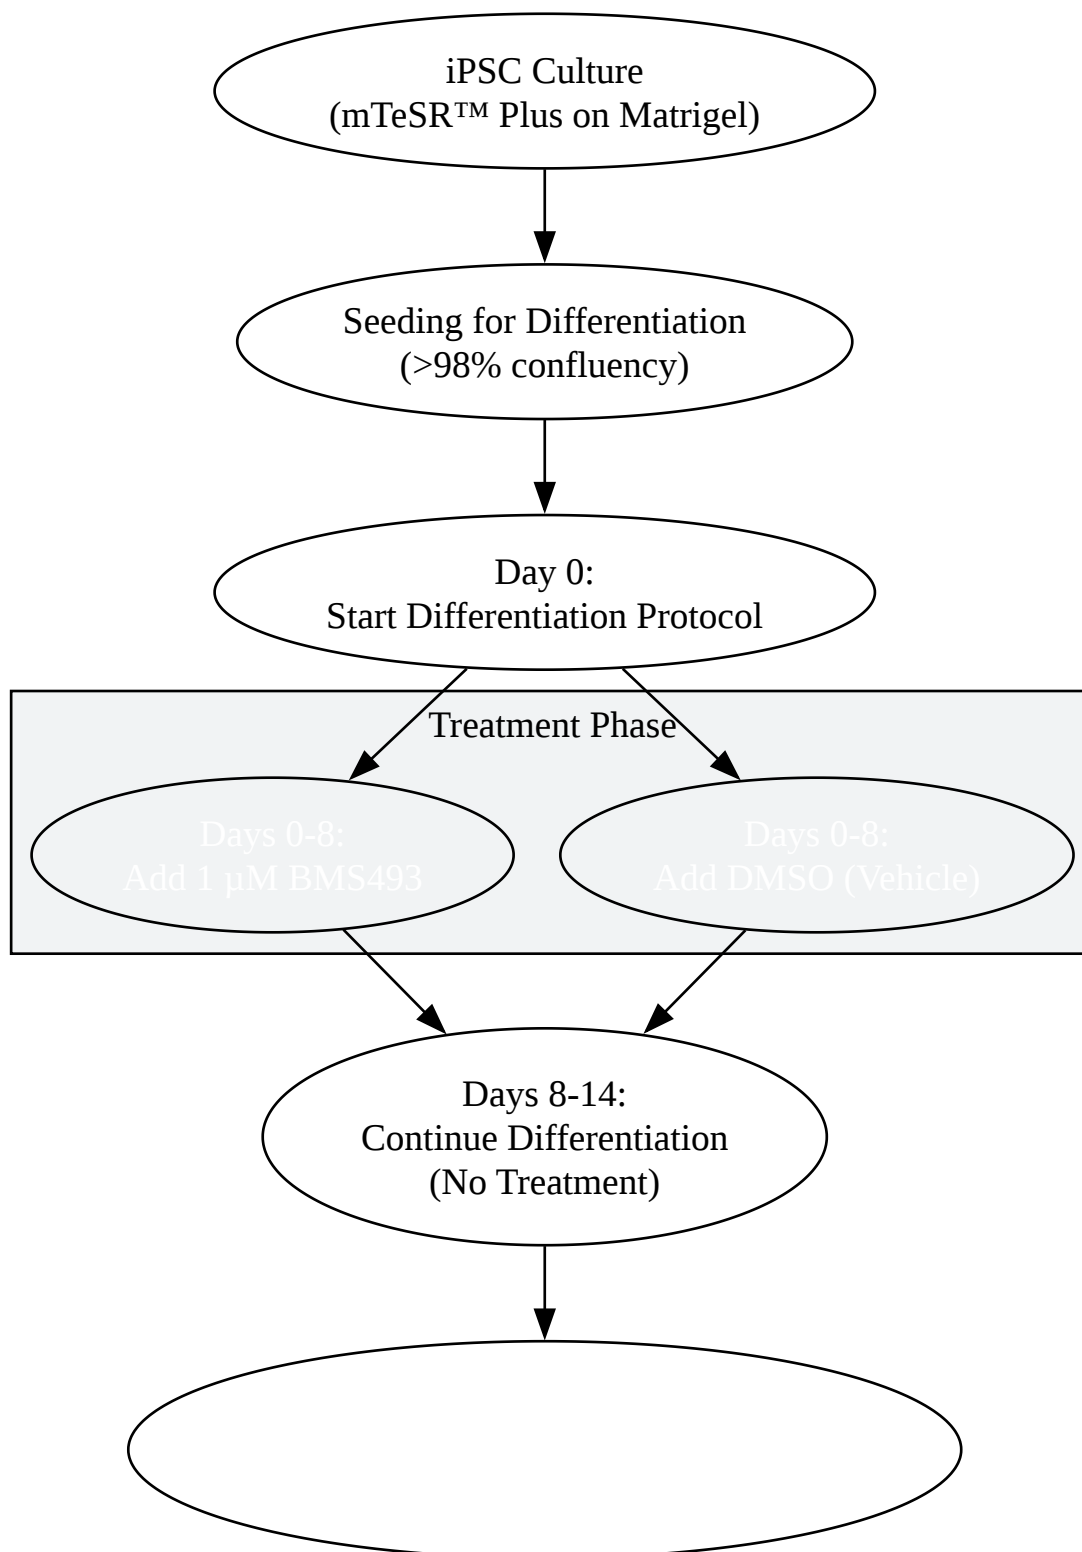 iPSC Culture
(mTeSR™ Plus on Matrigel)
Seeding for Differentiation
(>98% confluency)
Day 0:
Start Differentiation Protocol
Treatment Phase
Days 0-8:
Add 1 µM BMS493
Days 0-8:
Add DMSO (Vehicle)
Days 8-14:
Continue Differentiation
(No Treatment)